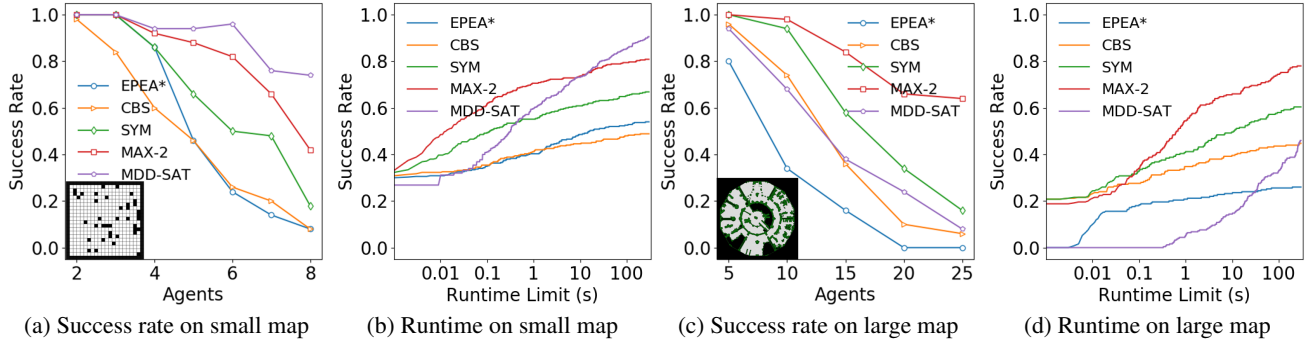 1.0
0.8
0.6
0.4
0.2
0.0
Success Rate
EPEA*
CBS
SYM
MAX-2
MDD-SAT
2 4 6 8
Agents
(a) Success rate on small map
1.0
0.8
0.6
0.4
0.2
0.0
Success Rate
EPEA*
CBS
SYM
MAX-2
MDD-SAT
0.01 0.1 1 10 100
Runtime Limit (s)
(b) Runtime on small map
1.0
0.8
0.6
0.4
0.2
0.0
Success Rate
EPEA*
CBS
SYM
MAX-2
MDD-SAT
5 10 15 20 25
Agents
(c) Success rate on large map
1.0
0.8
0.6
0.4
0.2
0.0
Success Rate
EPEA*
CBS
SYM
MAX-2
MDD-SAT
0.01 0.1 1 10 100
Runtime Limit (s)
(d) Runtime on large map